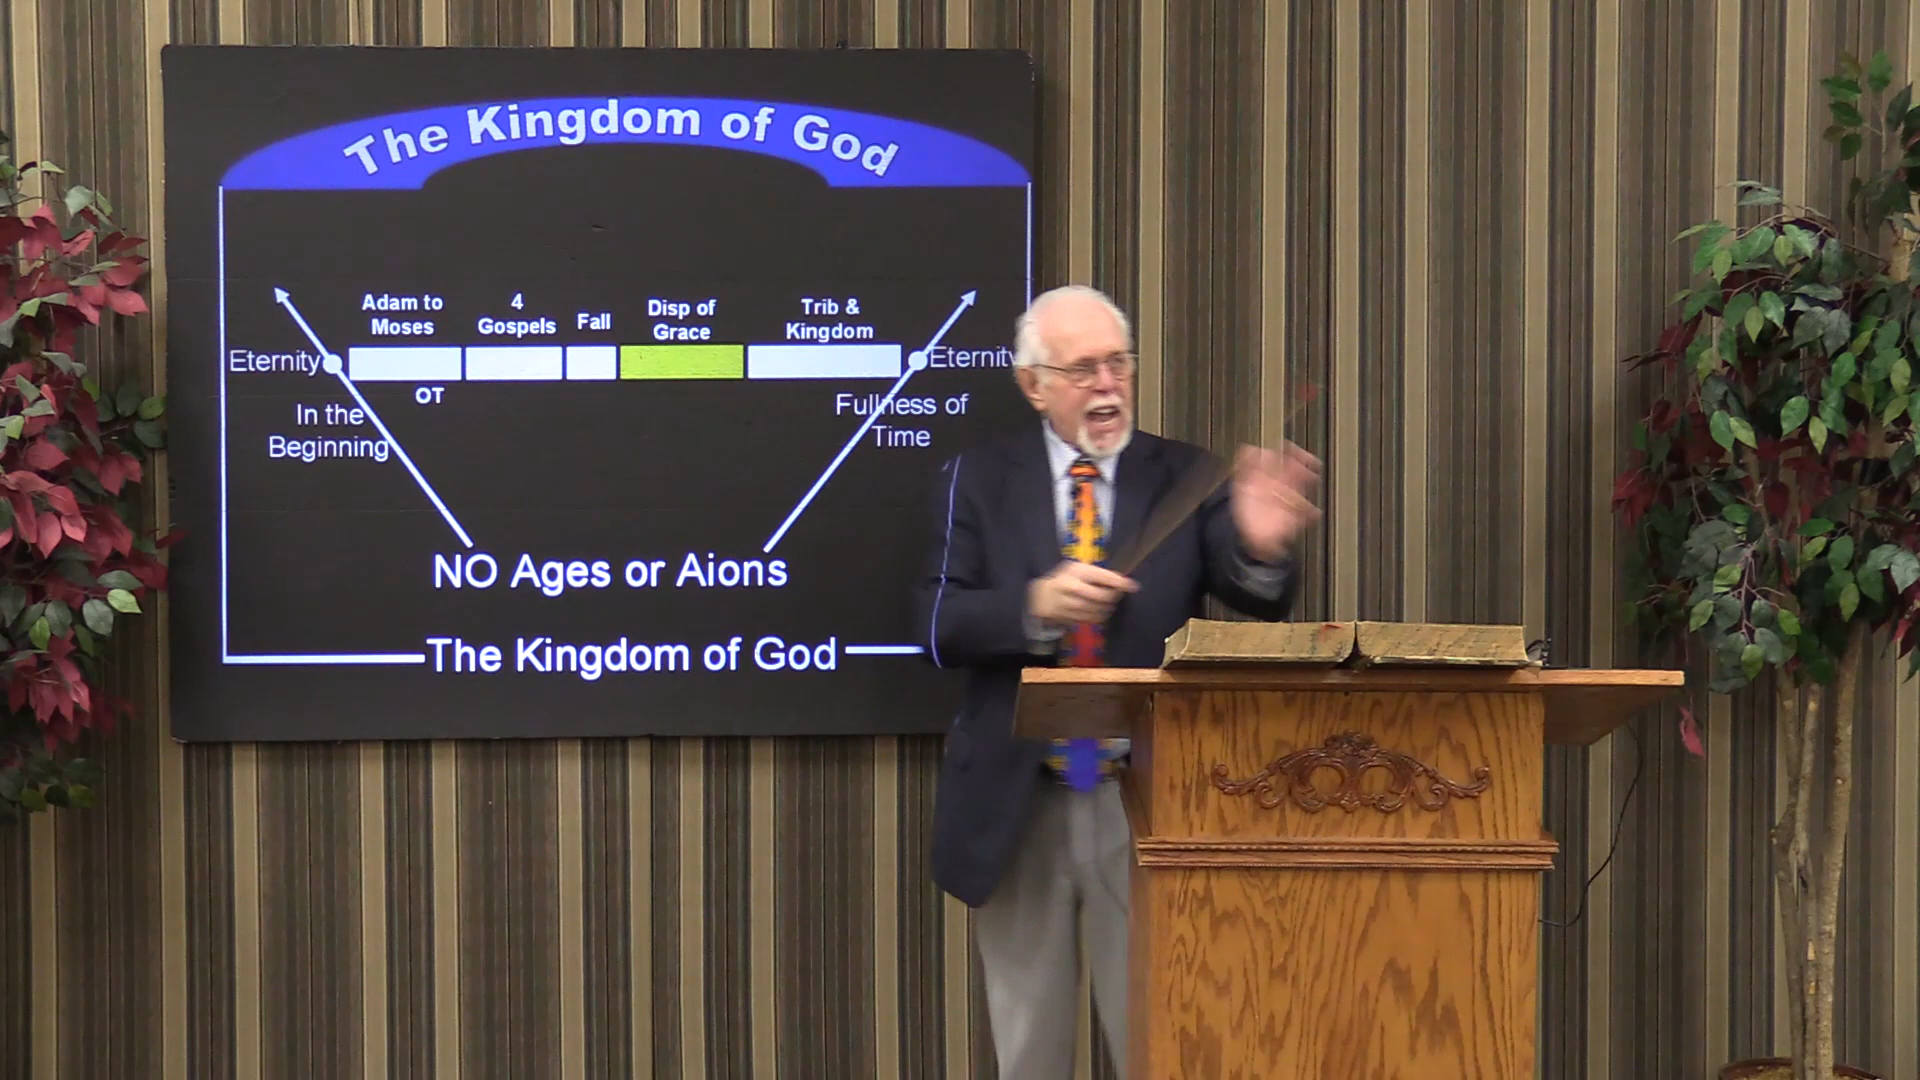 The Kingdom of God
Adam to
Moses
4
Gospels
Fall
Disp of
Grace
Trib &
Kingdom
Eternity
Eternity
OT
In the
Beginning
Fullness of
Time
NO Ages or Aions
The Kingdom of God